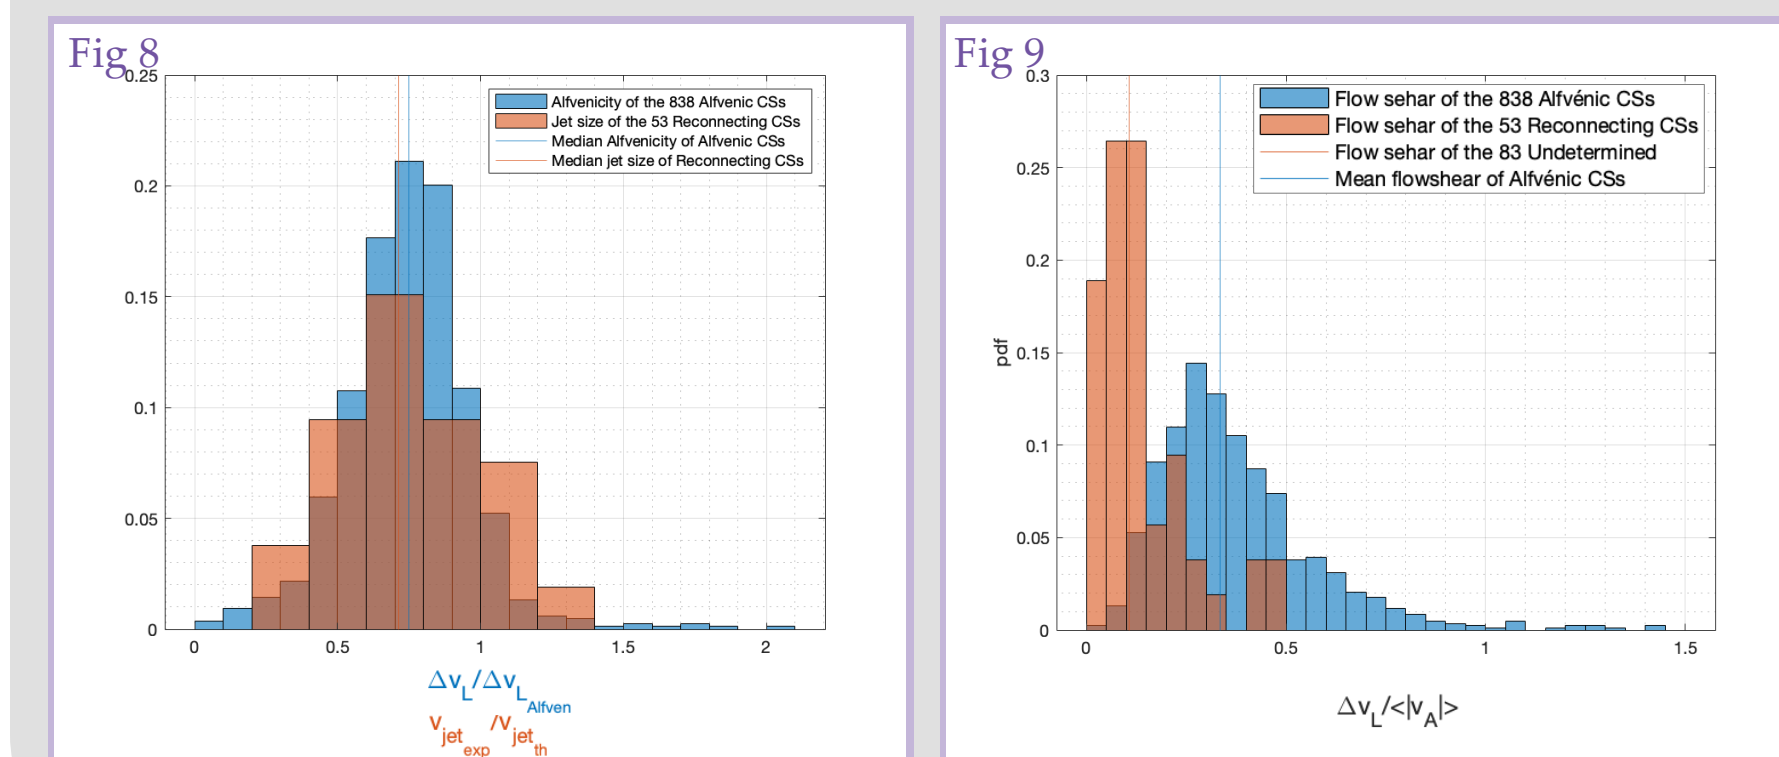 Fig 8
0.25
0.2
0.15
0.1
0.05
0
0
0.5
1
1.5
2
Alfvenicity of the 838 Alfvenic CSs
Jet size of the 53 Reconnecting CSs
Median Alfvenicity of Alfvenic CSs
Median jet size of Reconnecting CSs
Δv_L/Δv_L_Alfven
v_jet_exp/v_jet_th
Fig 9
0.3
0.25
0.2
0.15
0.1
0.05
0
pdf
0
0.5
1
1.5
Flow sehar of the 838 Alfvénic CSs
Flow sehar of the 53 Reconnecting CSs
Flow sehar of the 83 Undetermined
Mean flowshear of Alfvénic CSs
Δv_L/<|v_A|>